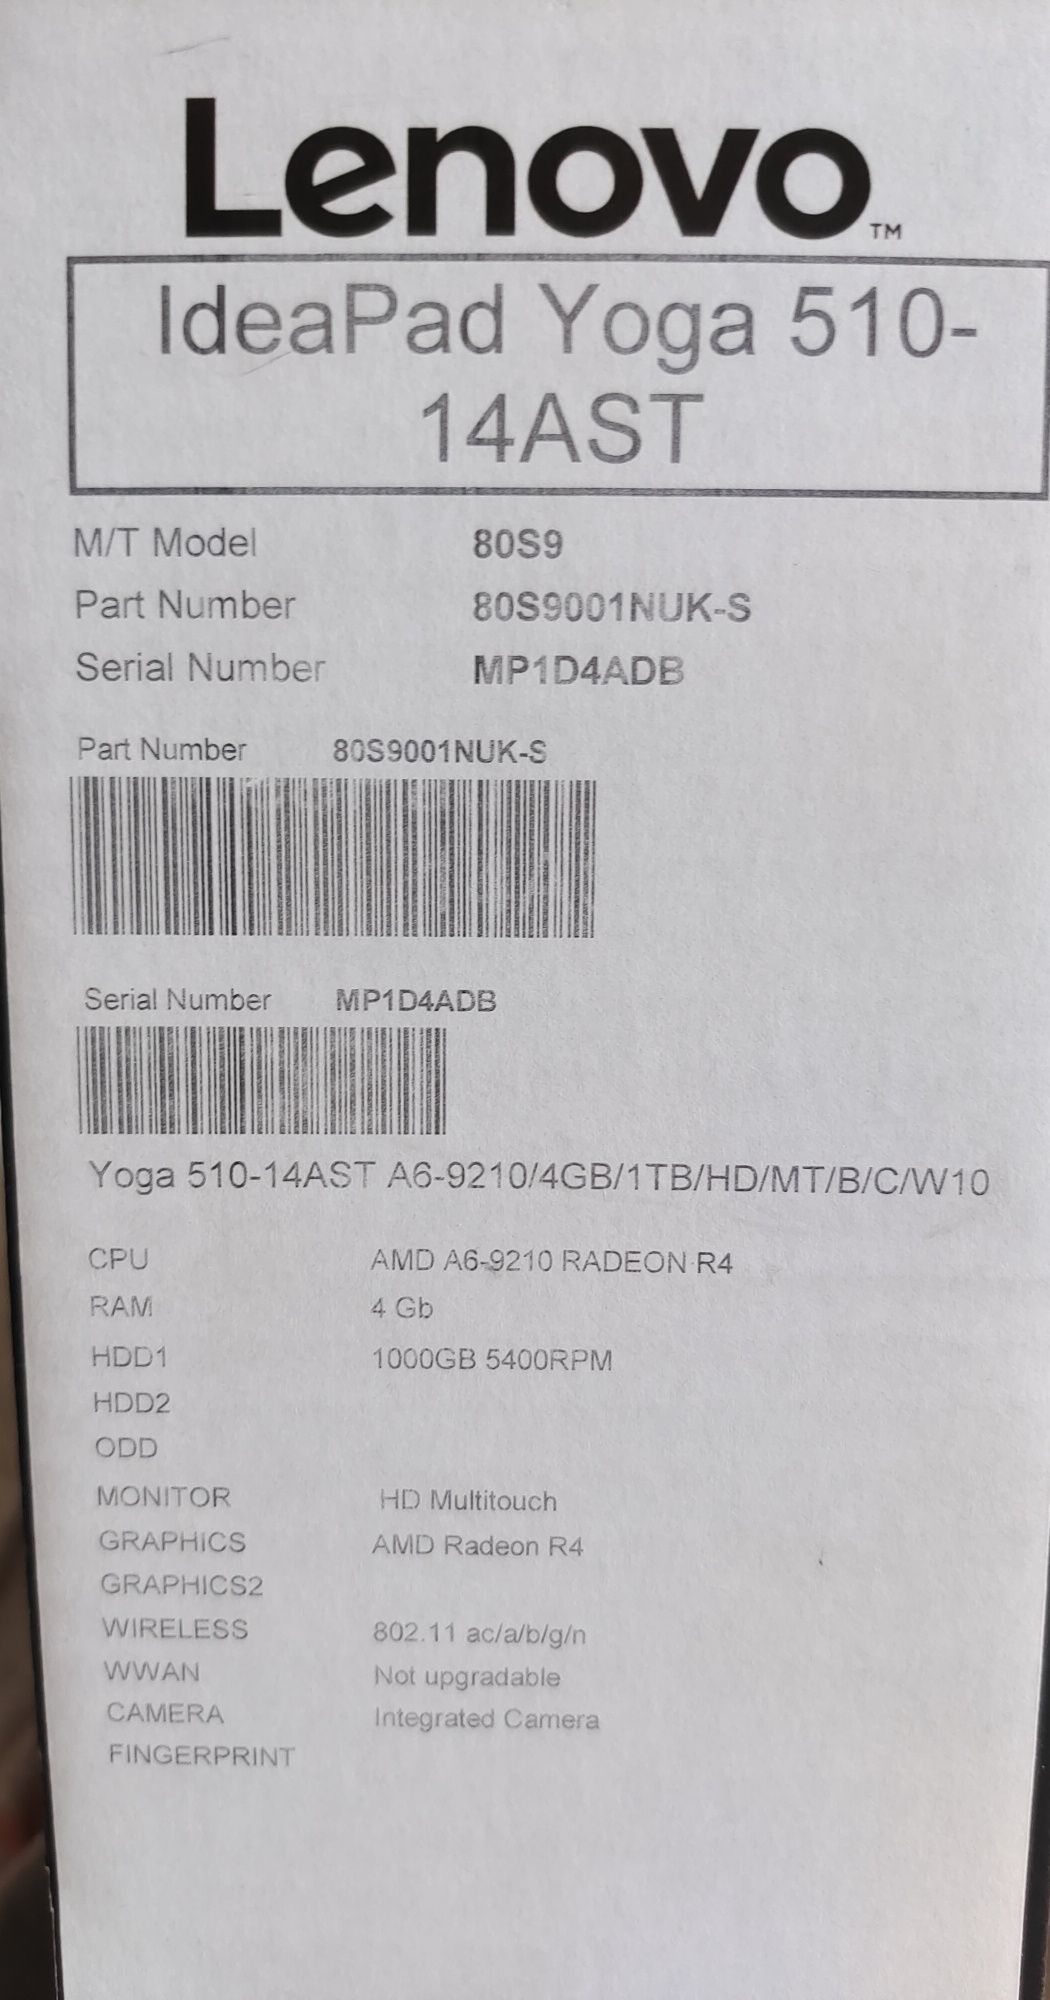 Lenovo™
IdeaPad Yoga 510-
14AST
M/T Model 80S9
Part Number 80S9001NUK-S
Serial Number MP1D4ADB
Part Number 80S9001NUK-S
Serial Number MP1D4ADB
Yoga 510-14AST A6-9210/4GB/1TB/HD/MT/B/C/W10
CPU AMD A6-9210 RADEON R4
RAM 4 Gb
HDD1 1000GB 5400RPM
HDD2
ODD
MONITOR HD Multitouch
GRAPHICS AMD Radeon R4
GRAPHICS2
WIRELESS 802.11 ac/a/b/g/n
WWAN Not upgradable
CAMERA Integrated Camera
FINGERPRINT